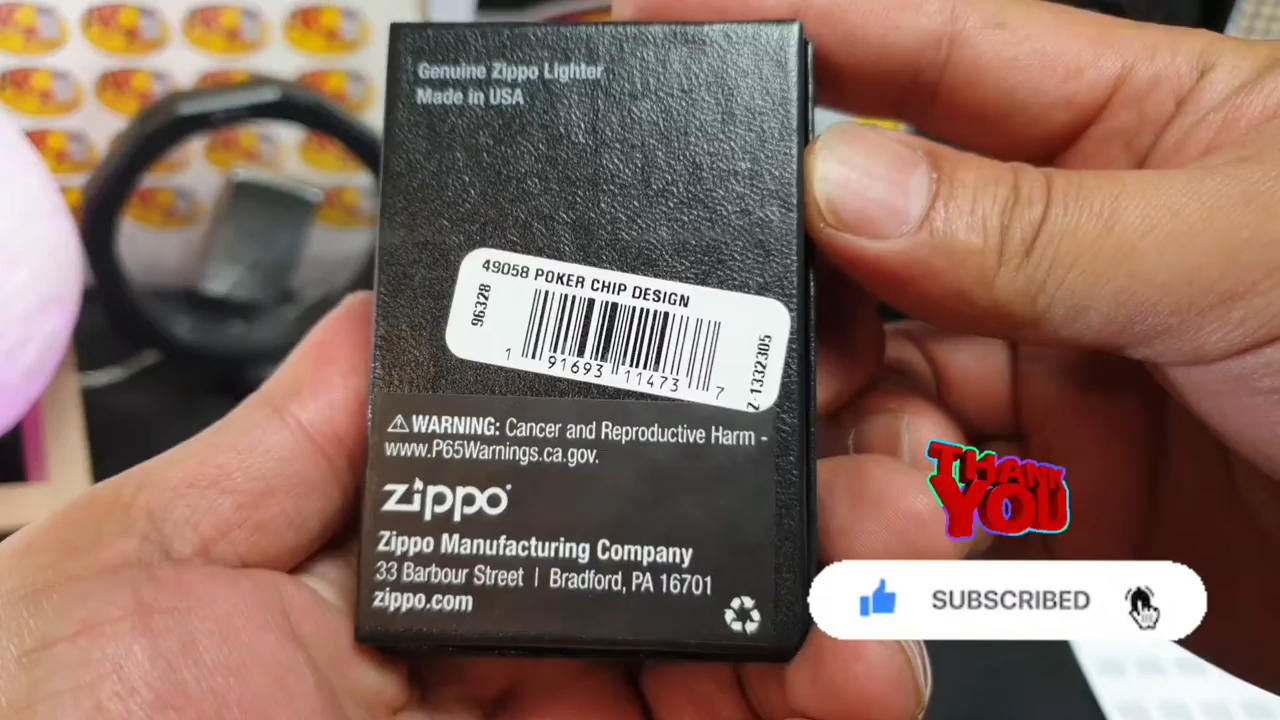 Genuine Zippo Lighter
Made in USA
49058 POKER CHIP DESIGN
96328
1 91693 11473 7
Z-1332305
⚠WARNING: Cancer and Reproductive Harm -
www.P65Warnings.ca.gov.
zippo
Zippo Manufacturing Company
33 Barbour Street | Bradford, PA 16701
zippo.com
THANK
YOU
SUBSCRIBED